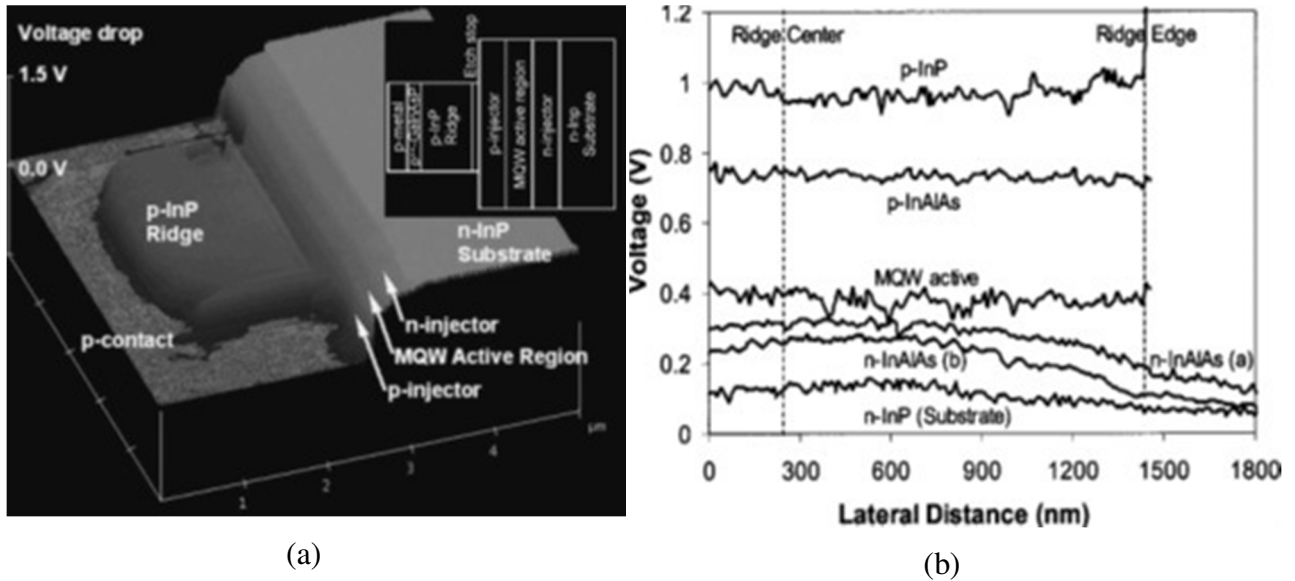 Voltage drop
1.5 V
0.0 V
p-InP
Ridge
p-contact
n-InP
Substrate
n-injector
MQW Active Region
p-injector
1
2
3
4
μm
p-metal
p-InP
Ridge
Etch stop
p-injector
MQW active region
n-injector
n-Inp
Substrate
(a)
Ridge Center
Ridge Edge
p-InP
p-InAlAs
MQW active
n-InAlAs (b)
n-InAlAs (a)
n-InP (Substrate)
1.2
1
0.8
0.6
0.4
0.2
0
Voltage (V)
0
300
600
900
1200
1500
1800
Lateral Distance (nm)
(b)